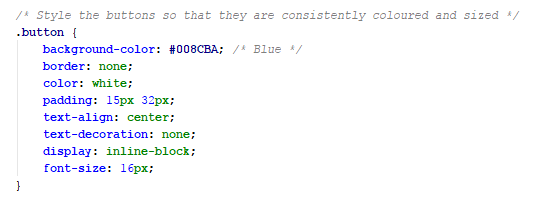 /* Style the buttons so that they are consistently coloured and sized */
.button {
background-color: #008CBA; /* Blue */
border: none;
color: white;
padding: 15px 32px;
text-align: center;
text-decoration: none;
display: inline-block;
font-size: 16px;
}